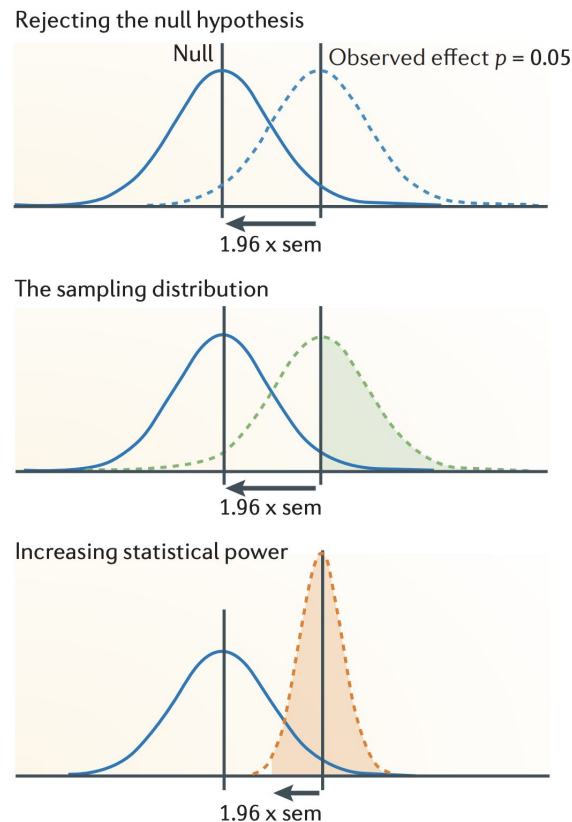 Rejecting the null hypothesis
Null
Observed effect p = 0.05
1.96 x sem
The sampling distribution
1.96 x sem
Increasing statistical power
1.96 x sem